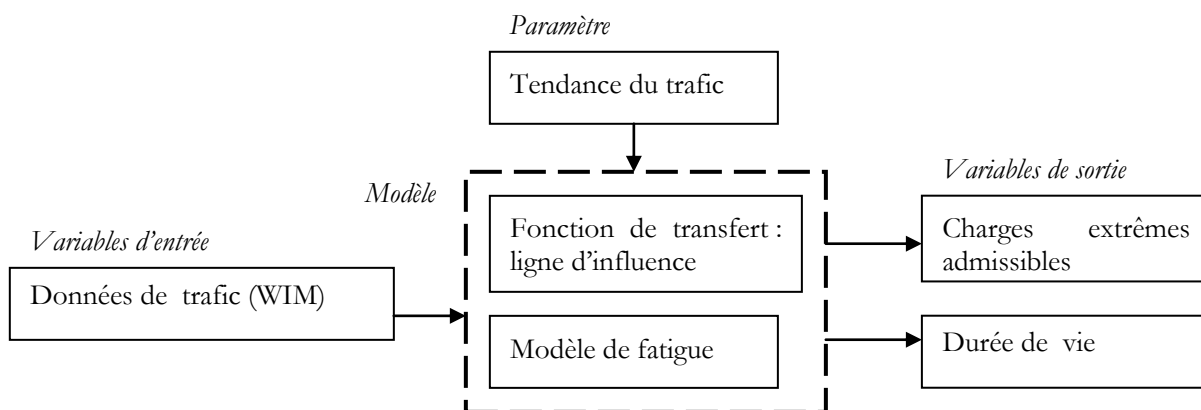 Paramètre
Tendance du trafic
Modèle
Variables de sortie
Fonction de transfert :
ligne d’influence
Charges extrêmes
admissibles
Variables d’entrée
Données de trafic (WIM)
Modèle de fatigue
Durée de vie